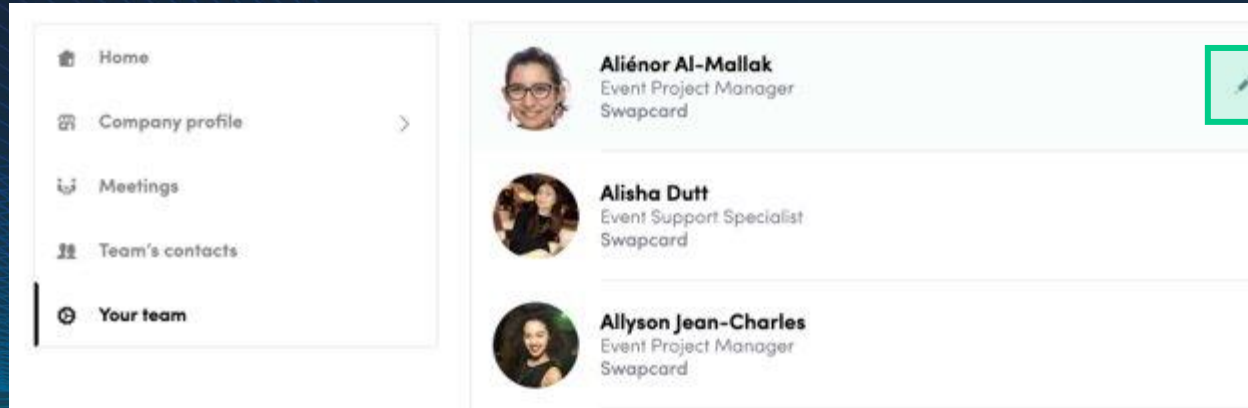 Home
Company profile
Meetings
Team's contacts
Your team
Aliénor Al-Mallak
Event Project Manager
Swapcard
Alisha Dutt
Event Support Specialist
Swapcard
Allyson Jean-Charles
Event Project Manager
Swapcard